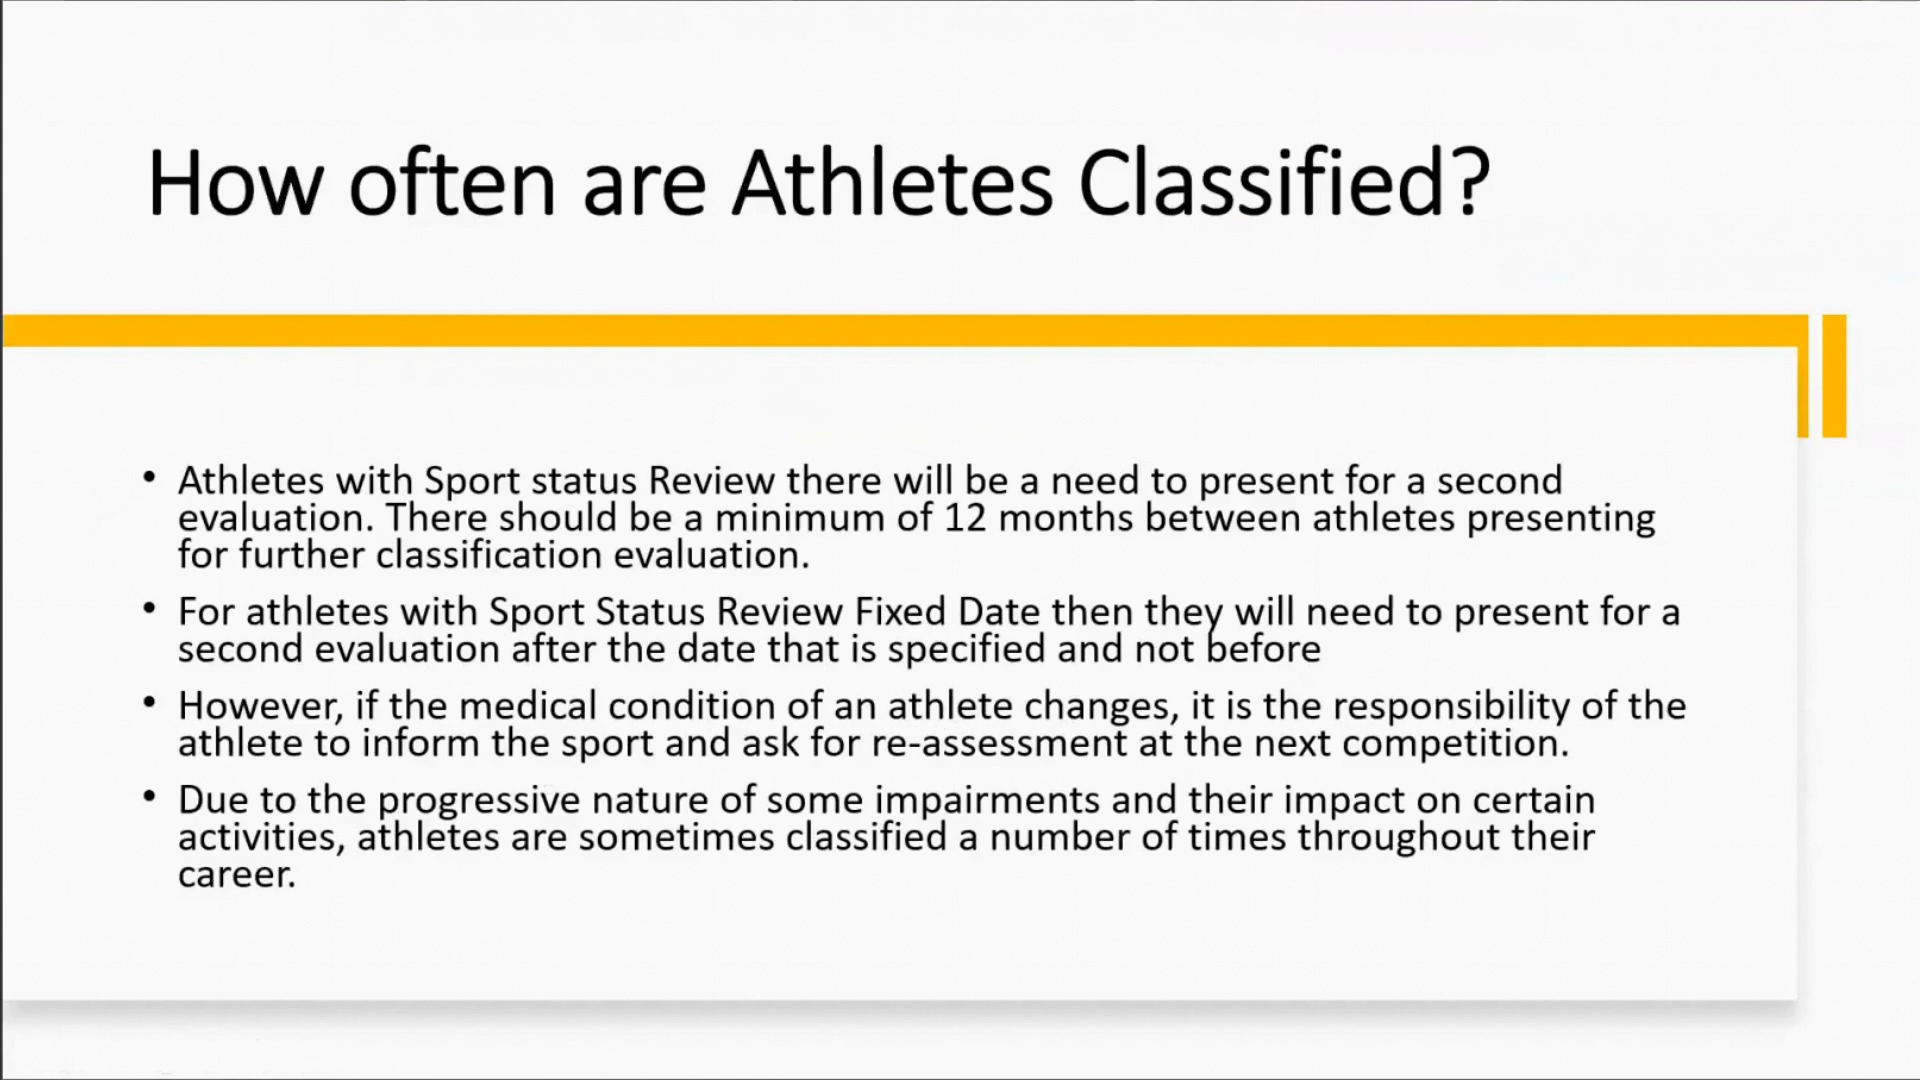 How often are Athletes Classified?
• Athletes with Sport status Review there will be a need to present for a second
evaluation. There should be a minimum of 12 months between athletes presenting
for further classification evaluation.
• For athletes with Sport Status Review Fixed Date then they will need to present for a
second evaluation after the date that is specified and not before
• However, if the medical condition of an athlete changes, it is the responsibility of the
athlete to inform the sport and ask for re-assessment at the next competition.
• Due to the progressive nature of some impairments and their impact on certain
activities, athletes are sometimes classified a number of times throughout their
career.